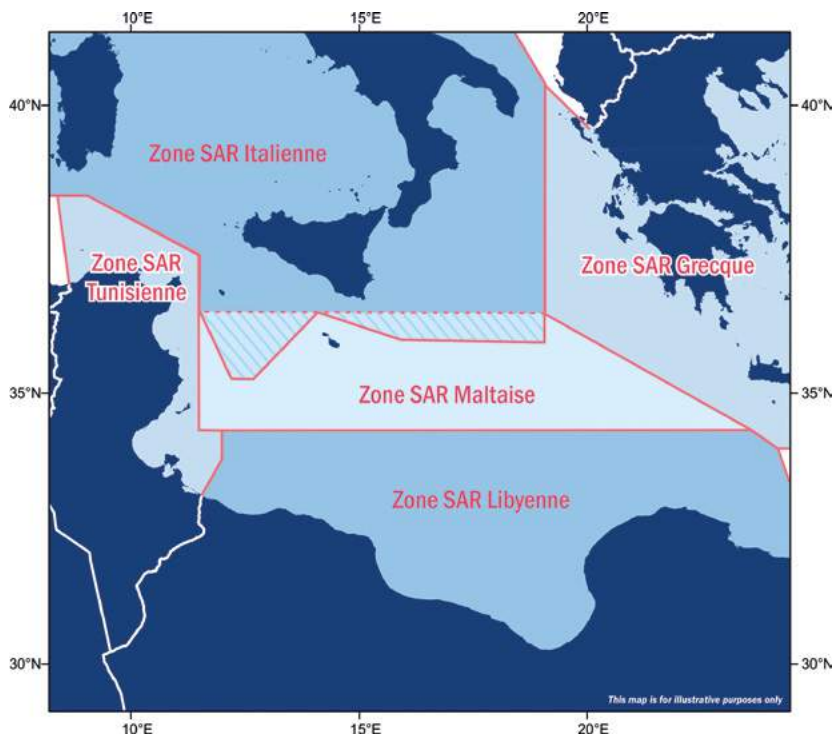 10°E
15°E
20°E
40°N
40°N
Zone SAR Italienne
Zone SAR
Tunisienne
Zone SAR Grecque
35°N
35°N
Zone SAR Maltaise
Zone SAR Libyenne
30°N
30°N
This map is for illustrative purposes only
10°E
15°E
20°E